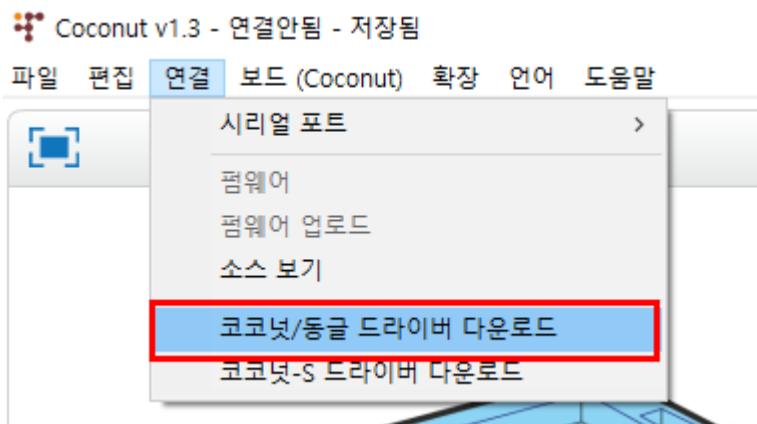 Coconut v1.3 - 연결안됨 - 저장됨
파일 편집 연결 보드 (Coconut) 확장 언어 도움말
시리얼 포트 >
펌웨어
펌웨어 업로드
소스 보기
코코넛/동글 드라이버 다운로드
코코넛-S 드라이버 다운로드